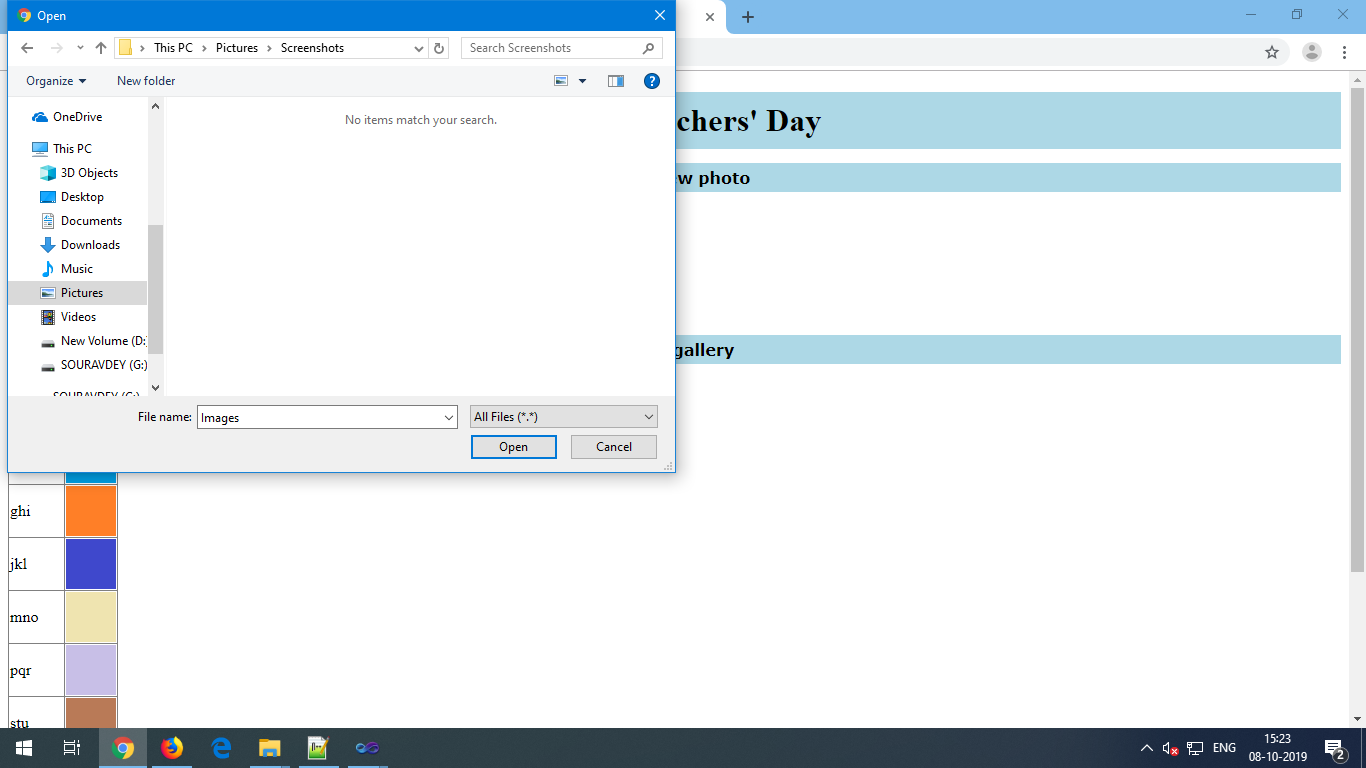 Open
This PC
Pictures
Screenshots
Search Screenshots
Organize
New folder
OneDrive
This PC
3D Objects
Desktop
Documents
Downloads
Music
Pictures
Videos
New Volume (D:
SOURAVDEY (G:)
No items match your search.
File name:
Images
All Files (*.*)
Open
Cancel
chers' Day
ew photo
gallery
ghi
jkl
mno
pqr
stu
ENG
15:23
08-10-2019
2